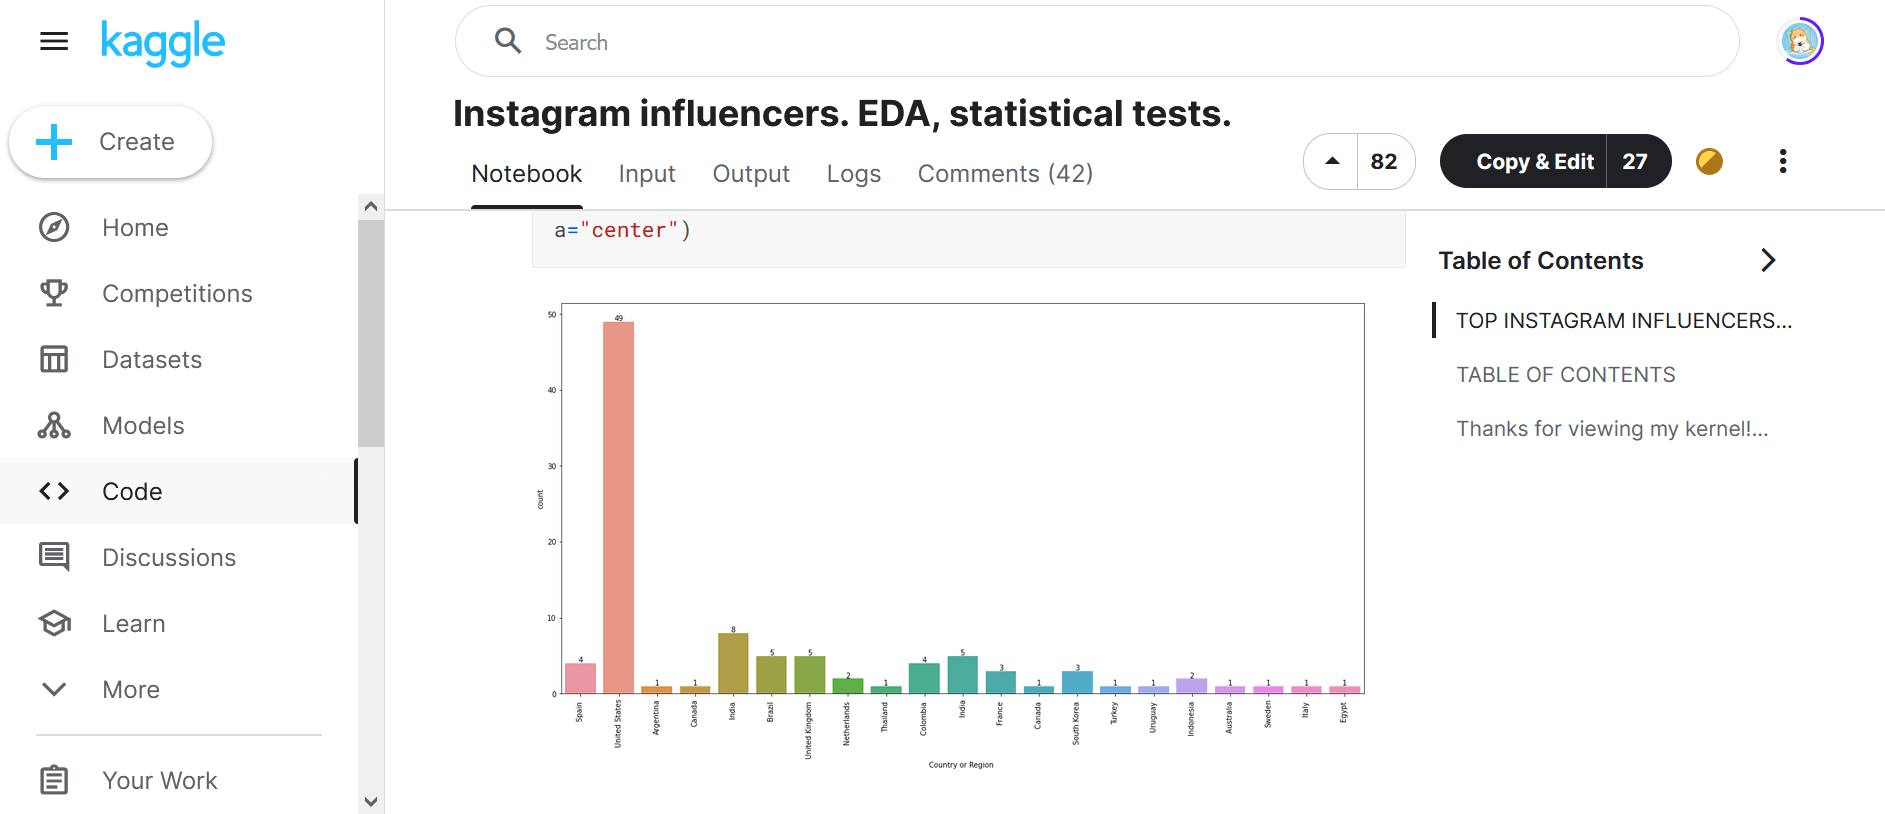 kaggle
Search
Create
Home
Competitions
Datasets
Models
Code
Discussions
Learn
More
Your Work
Instagram influencers. EDA, statistical tests.
Notebook Input Output Logs Comments (42)
82
Copy & Edit 27
a="center")
50
40
30
20
10
0
count
4 49 1 1 8 5 5 2 1 4 5 3 1 3 1 1 2 1 1 1 1
Spain
United States
Argentina
Canada
India
Brazil
United Kingdom
Netherlands
Thailand
Colombia
India
France
Canada
South Korea
Turkey
Uruguay
Indonesia
Australia
Sweden
Italy
Egypt
Country or Region
Table of Contents
TOP INSTAGRAM INFLUENCERS...
TABLE OF CONTENTS
Thanks for viewing my kernel!...